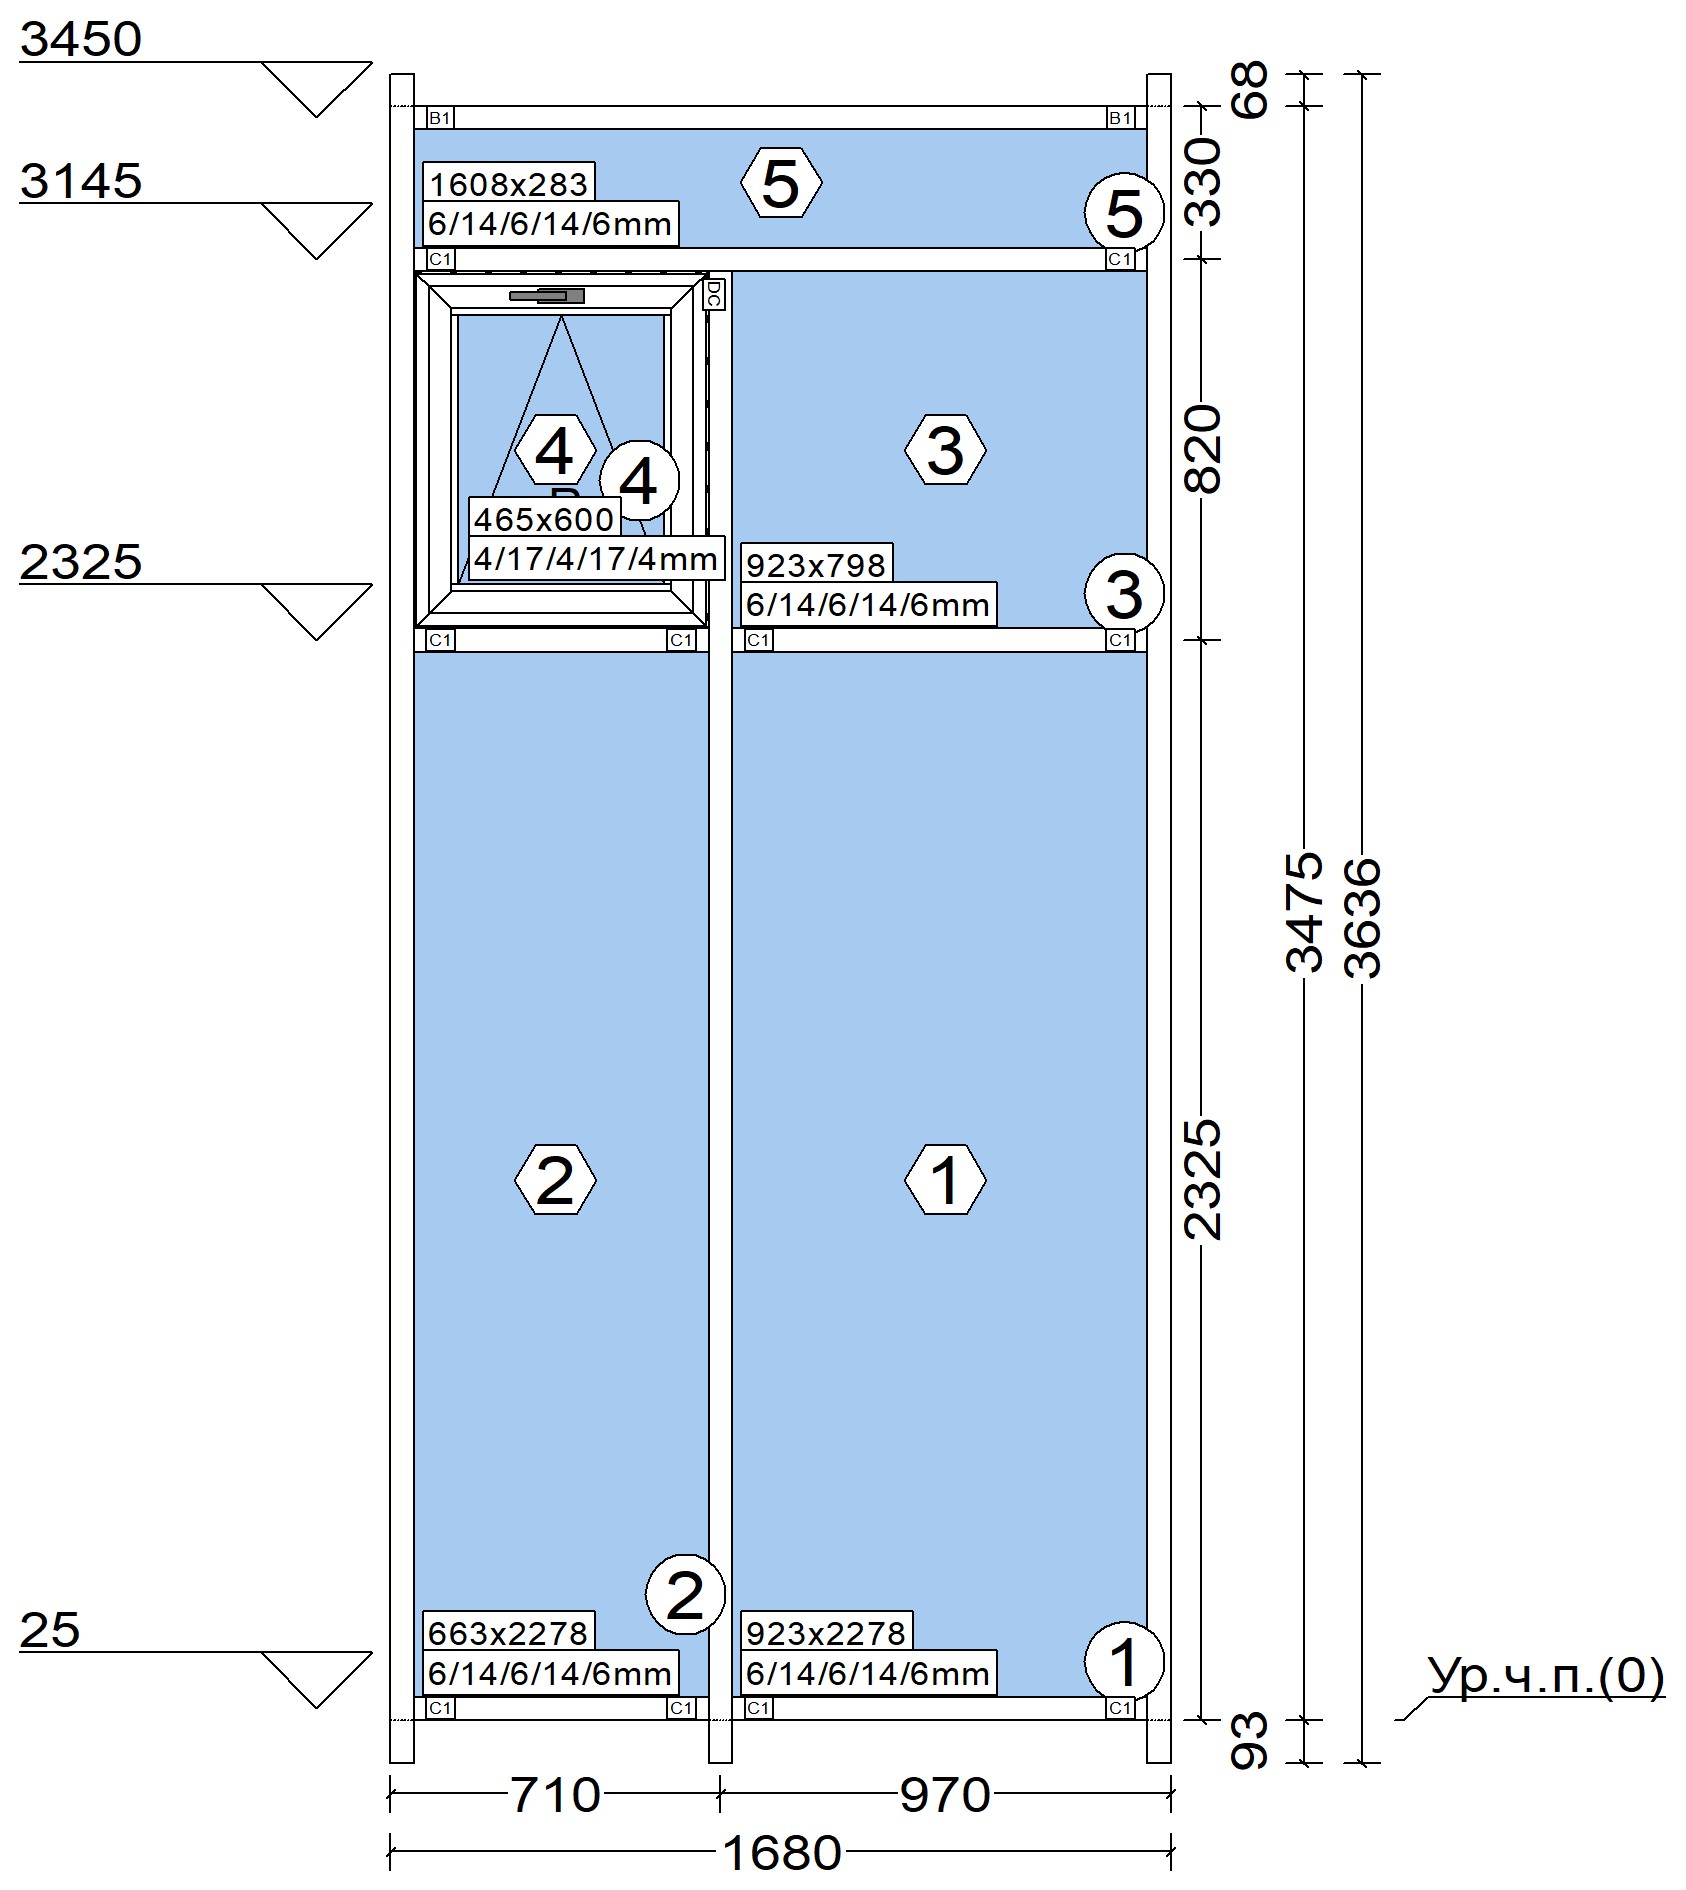 3450
68
B1
B1
3145
1608x283
6/14/6/14/6mm
5
5
330
C1
C1
DC
4
4
3
820
2325
465x600
4/17/4/17/4mm
923x798
6/14/6/14/6mm
3
C1
C1
C1
C1
3475
3636
2
1
2325
25
2
663x2278
6/14/6/14/6mm
923x2278
6/14/6/14/6mm
1
Ур.ч.п.(0)
C1
C1
C1
C1
93
710
970
1680